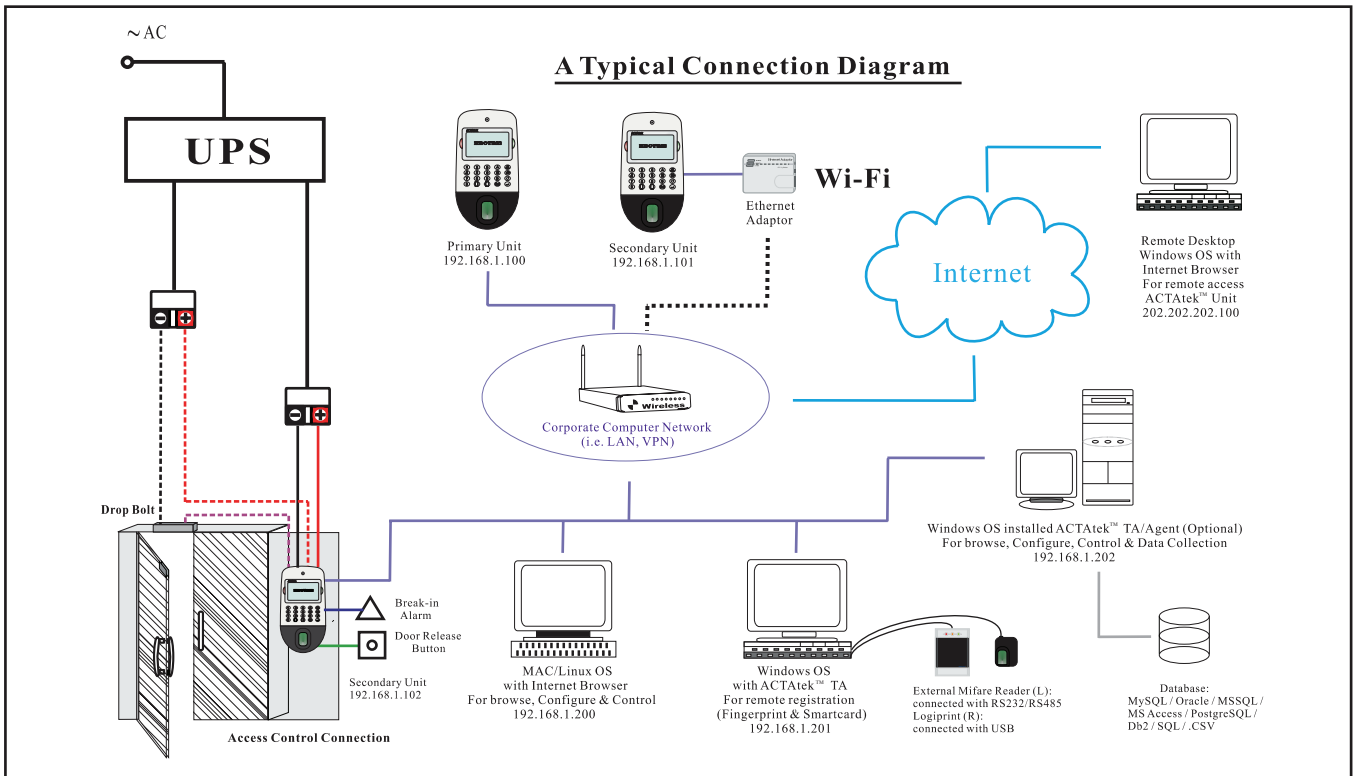 ~ AC
A Typical Connection Diagram
UPS
Wi-Fi
Ethernet
Adaptor
Primary Unit
192.168.1.100
Secondary Unit
192.168.1.101
Internet
Remote Desktop
Windows OS with
Internet Browser
For remote access
ACTAtek™ Unit
202.202.202.100
Wireless
Corporate Computer Network
(i.e. LAN, VPN)
Drop Bolt
Break-in
Alarm
Door Release
Button
Secondary Unit
192.168.1.102
Access Control Connection
MAC/Linux OS
with Internet Browser
For browse, Configure & Control
192.168.1.200
Windows OS
with ACTAtek™ TA
For remote registration
(Fingerprint & Smartcard)
192.168.1.201
External Mifare Reader (L):
connected with RS232/RS485
Logiprint (R):
connected with USB
Windows OS installed ACTAtek™ TA/Agent (Optional)
For browse, Configure, Control & Data Collection
192.168.1.202
Database:
MySQL / Oracle / MSSQL /
MS Access / PostgreSQL /
Db2 / SQL / .CSV